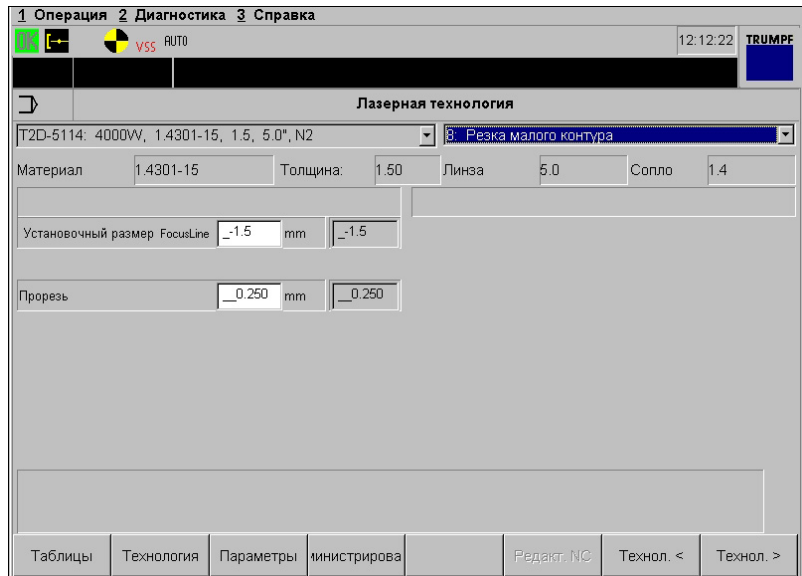 1 Операция 2 Диагностика 3 Справка
OK VSS AUTO 12:12:22 TRUMPF
Лазерная технология
T2D-5114: 4000W, 1.4301-15, 1.5, 5.0", N2 8: Резка малого контура
Материал 1.4301-15 Толщина: 1.50 Линза 5.0 Сопло 1.4
Установочный размер FocusLine _-1.5 mm _-1.5
Прорезь __0.250 mm __0.250
Таблицы Технология Параметры министрирова Редакт. NC Технол. < Технол. >